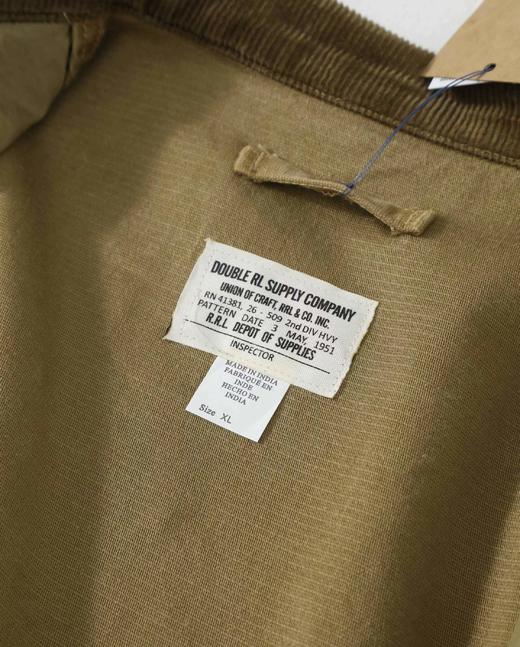 DOUBLE RL SUPPLY COMPANY
UNION OF CRAFT, RRL & CO. INC.
RN 41381, 26 - 509 2nd DIV HVY
PATTERN DATE 3 MAY. 1951
R.R.L DEPOT OF SUPPLIES
INSPECTOR
MADE IN INDIA
FABRIQUÉ EN
INDE
HECHO EN
INDIA
Size XL